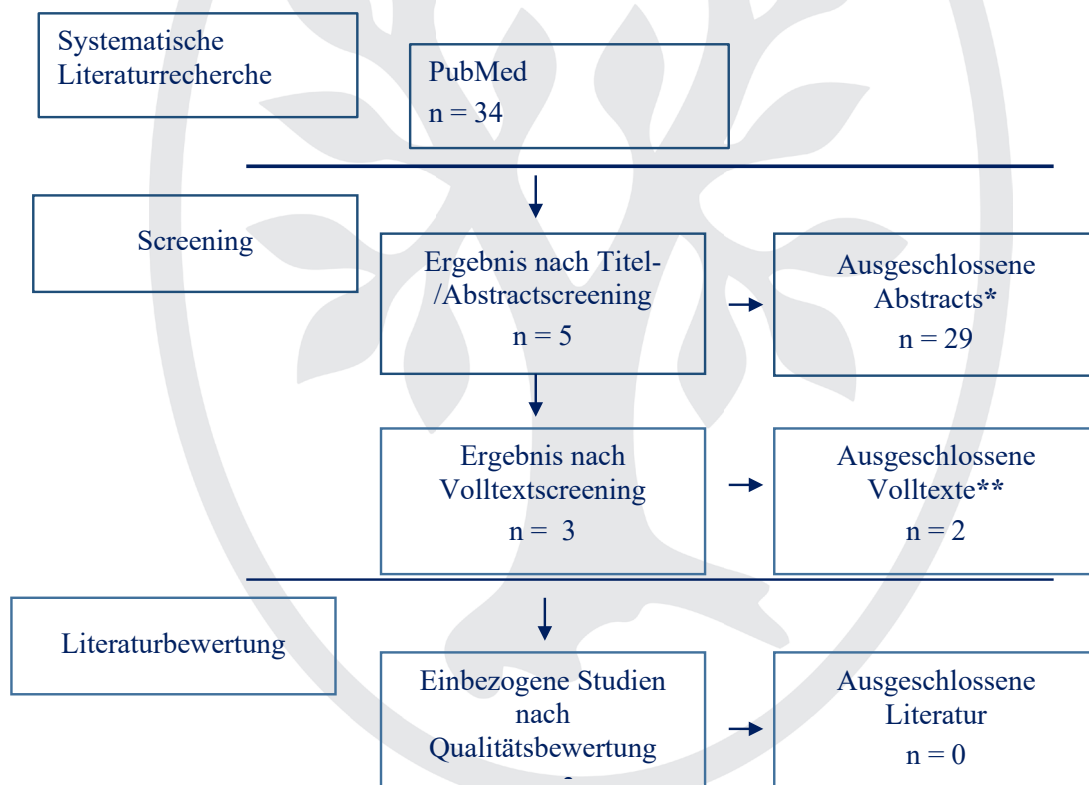 Systematische
Literaturrecherche
PubMed
n = 34
Screening
Ergebnis nach Titel-
/Abstractscreening
n = 5
Ausgeschlossene
Abstracts*
n = 29
Ergebnis nach
Volltextscreening
n = 3
Ausgeschlossene
Volltexte**
n = 2
Literaturbewertung
Einbezogene Studien
nach
Qualitätsbewertung
Ausgeschlossene
Literatur
n = 0